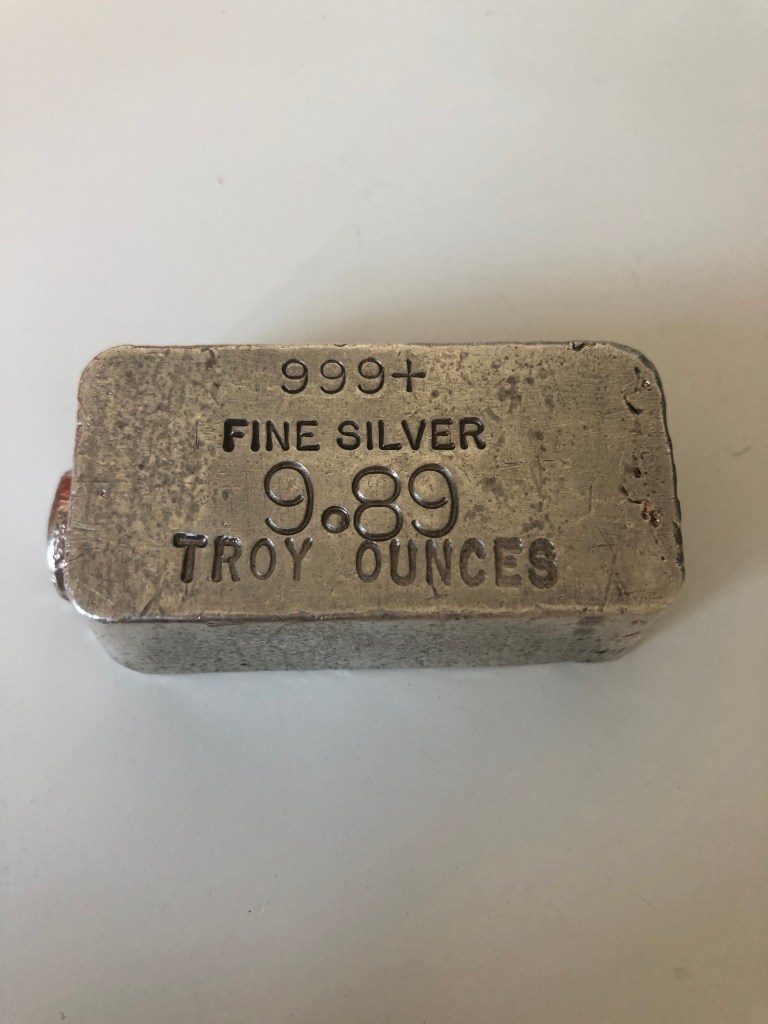 999+
FINE SILVER
9.89
TROY OUNCES